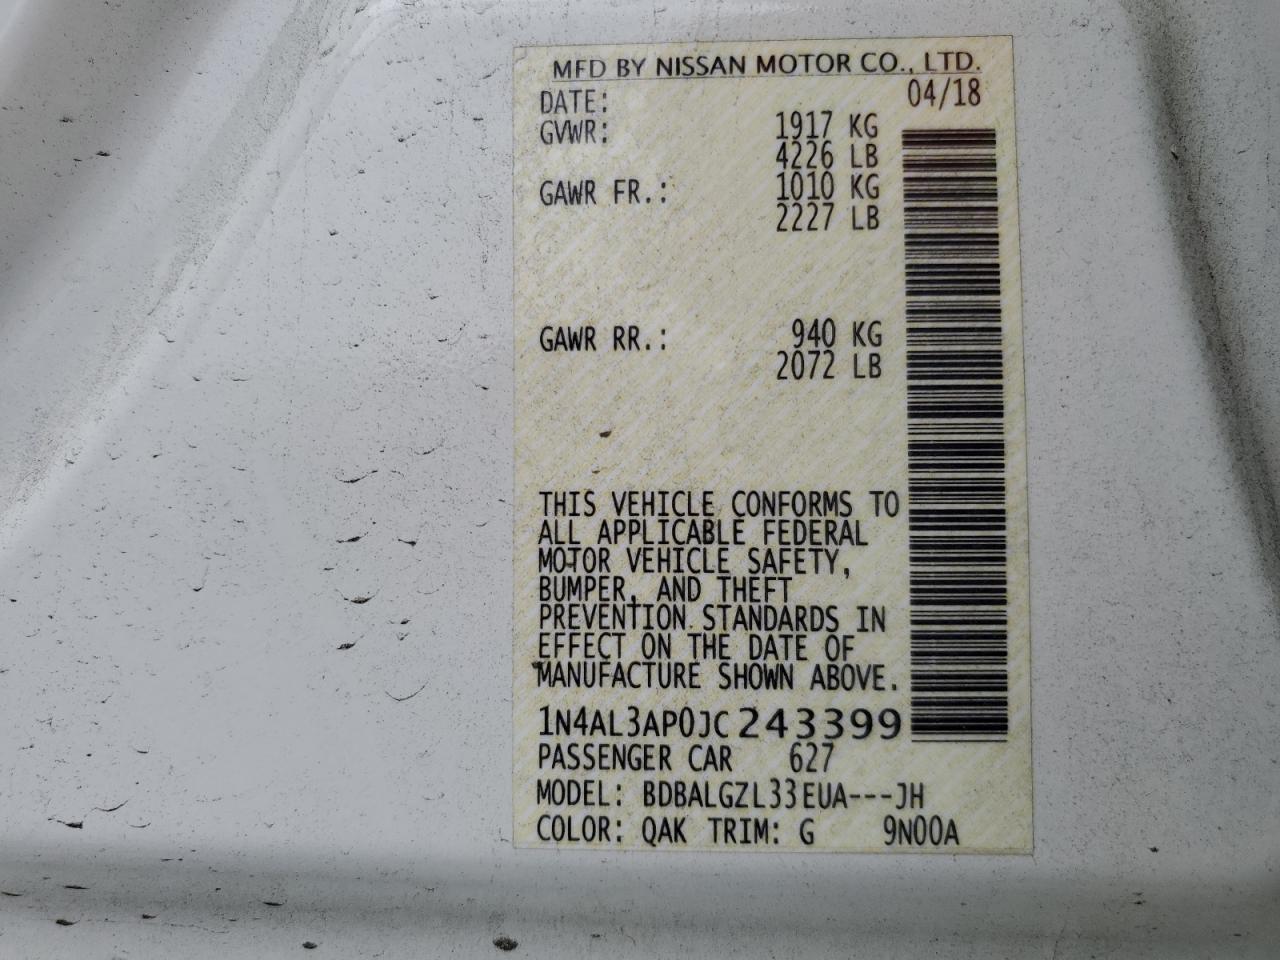 MFD BY NISSAN MOTOR CO., LTD.
DATE: 04/18
GVWR: 1917 KG
4226 LB
GAWR FR.: 1010 KG
2227 LB
GAWR RR.: 940 KG
2072 LB
THIS VEHICLE CONFORMS TO
ALL APPLICABLE FEDERAL
MOTOR VEHICLE SAFETY,
BUMPER, AND THEFT
PREVENTION STANDARDS IN
EFFECT ON THE DATE OF
MANUFACTURE SHOWN ABOVE.
1N4AL3AP0JC243399
PASSENGER CAR 627
MODEL: BDBALGZL33EUA---JH
COLOR: QAK TRIM: G 9N00A